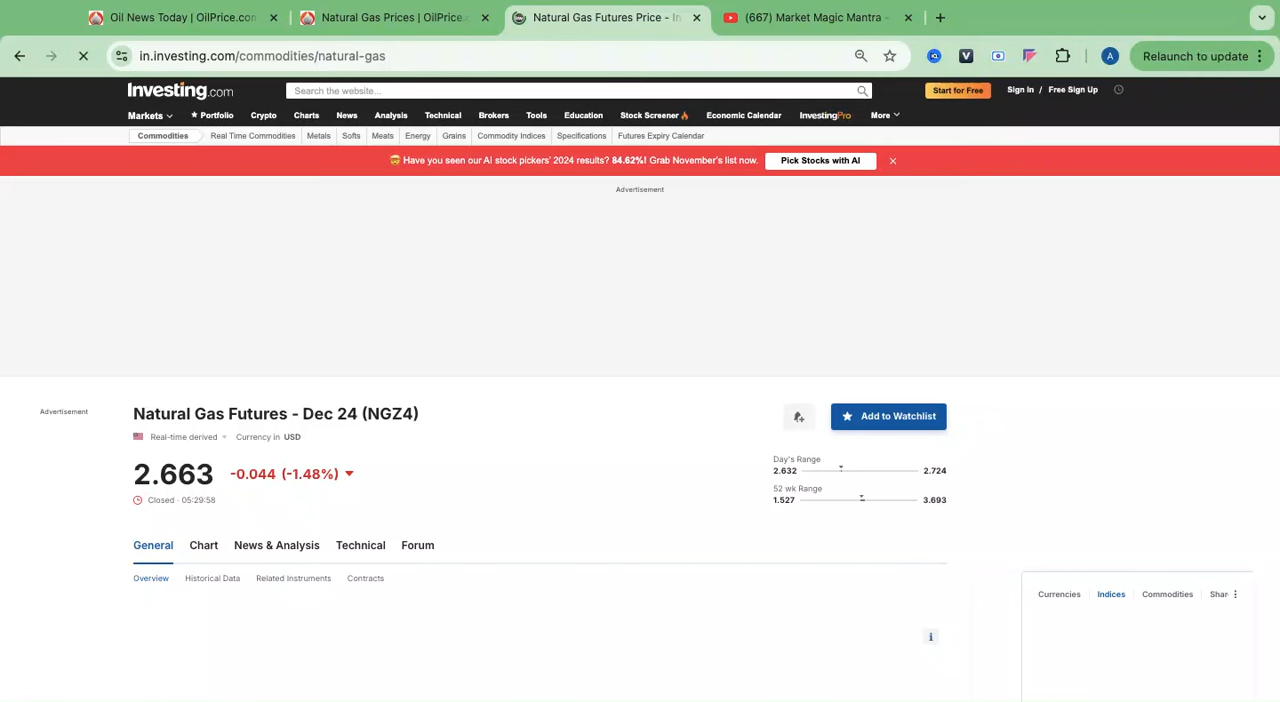 Oil News Today | OilPrice.con
Natural Gas Prices | OilPrice.c
Natural Gas Futures Price - In
(667) Market Magic Mantra -
in.investing.com/commodities/natural-gas
A
Relaunch to update
Investing.com
Search the website...
Start for Free
Sign In / Free Sign Up
Markets
Portfolio
Crypto
Charts
News
Analysis
Technical
Brokers
Tools
Education
Stock Screener
Economic Calendar
InvestingPro
More
Commodities
Real Time Commodities
Metals
Softs
Meats
Energy
Grains
Commodity Indices
Specifications
Futures Expiry Calendar
Have you seen our AI stock pickers' 2024 results? 84.62%! Grab November's list now.
Pick Stocks with AI
Advertisement
Advertisement
Natural Gas Futures - Dec 24 (NGZ4)
Add to Watchlist
Real-time derived
Currency in USD
2.663
-0.044 (-1.48%)
Closed · 05:29:58
Day's Range
2.632
2.724
52 wk Range
1.527
3.693
General
Chart
News & Analysis
Technical
Forum
Overview
Historical Data
Related Instruments
Contracts
Currencies
Indices
Commodities
Shar